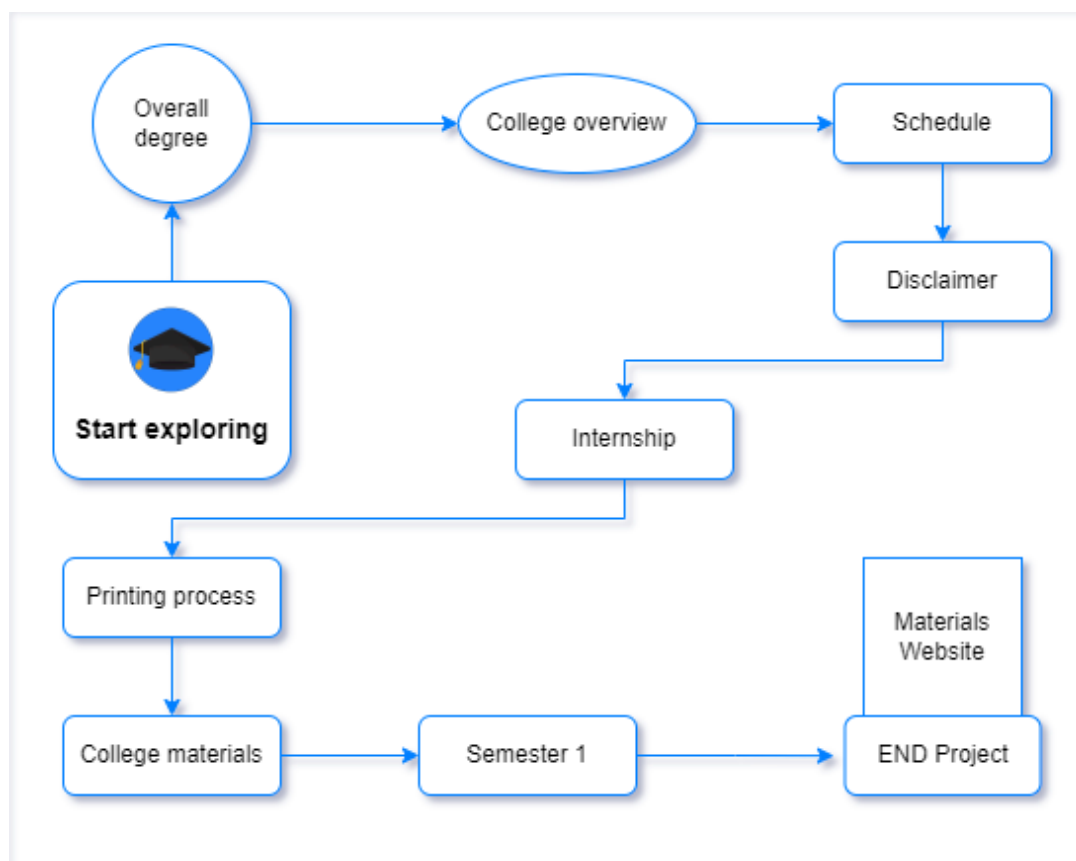 Overall
degree
College overview
Schedule
Disclaimer
Start exploring
Internship
Printing process
Materials
Website
College materials
Semester 1
END Project